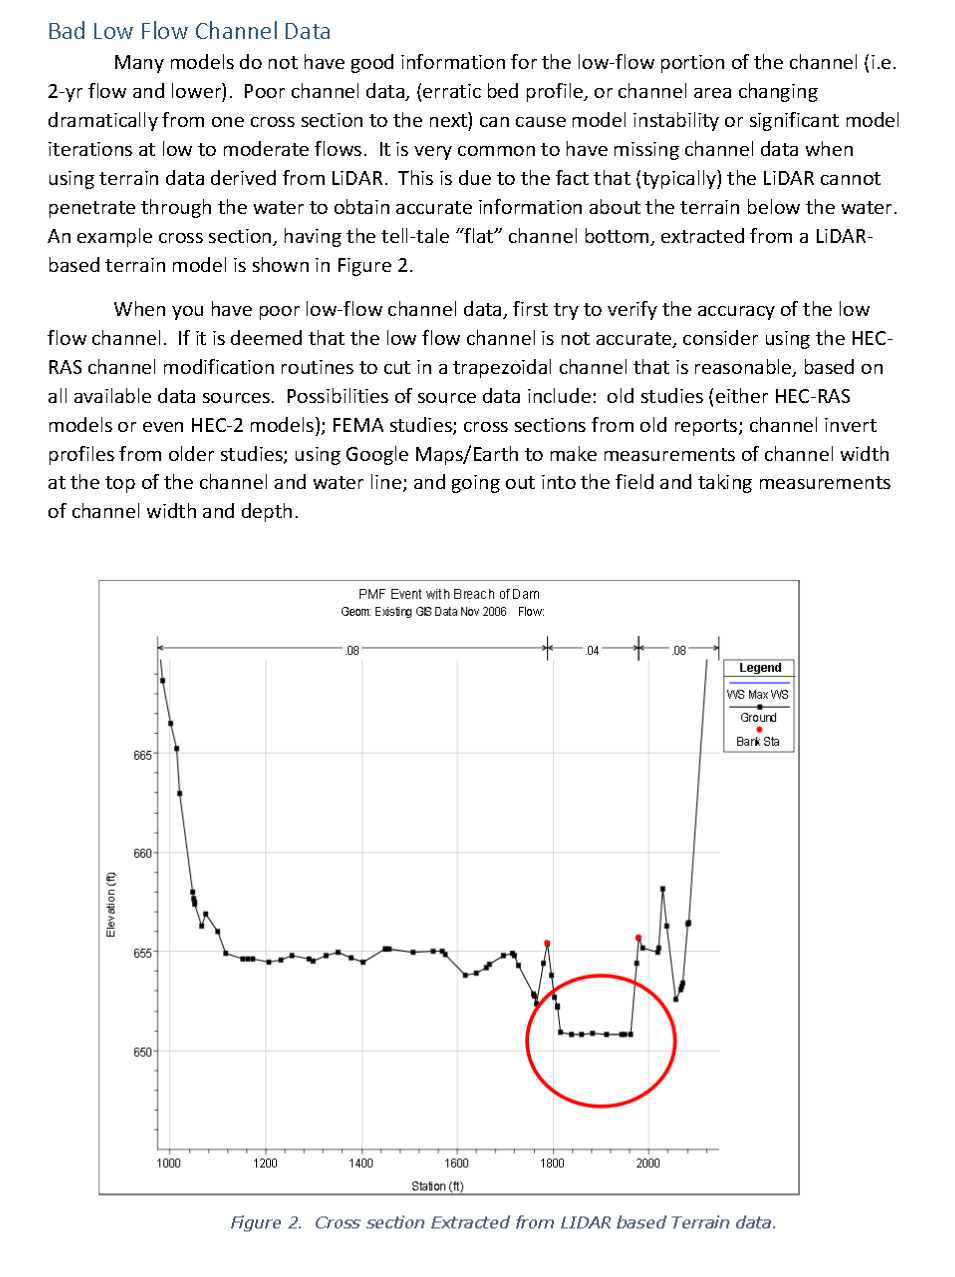 Bad Low Flow Channel Data
Many models do not have good information for the low-flow portion of the channel (i.e.
2-yr flow and lower).  Poor channel data, (erratic bed profile, or channel area changing
dramatically from one cross section to the next) can cause model instability or significant model
iterations at low to moderate flows.  It is very common to have missing channel data when
using terrain data derived from LiDAR.  This is due to the fact that (typically) the LiDAR cannot
penetrate through the water to obtain accurate information about the terrain below the water.
An example cross section, having the tell-tale “flat” channel bottom, extracted from a LiDAR-
based terrain model is shown in Figure 2.
When you have poor low-flow channel data, first try to verify the accuracy of the low
flow channel.  If it is deemed that the low flow channel is not accurate, consider using the HEC-
RAS channel modification routines to cut in a trapezoidal channel that is reasonable, based on
all available data sources.  Possibilities of source data include:  old studies (either HEC-RAS
models or even HEC-2 models); FEMA studies; cross sections from old reports; channel invert
profiles from older studies; using Google Maps/Earth to make measurements of channel width
at the top of the channel and water line; and going out into the field and taking measurements
of channel width and depth.
PMF Event with Breach of Dam
Geom: Existing GIS Data Nov 2006   Flow:
.08 .04 .08
Legend
WS Max WS
Ground
Bank Sta
665
660
655
650
Elevation (ft)
1000 1200 1400 1600 1800 2000
Station (ft)
Figure 2.  Cross section Extracted from LIDAR based Terrain data.